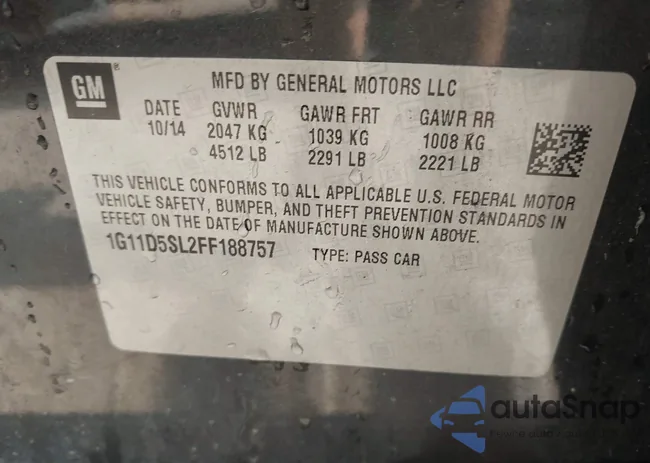 GM
MFD BY GENERAL MOTORS LLC
DATE GVWR GAWR FRT GAWR RR
10/14 2047 KG 1039 KG 1008 KG
4512 LB 2291 LB 2221 LB
THIS VEHICLE CONFORMS TO ALL APPLICABLE U.S. FEDERAL MOTOR
VEHICLE SAFETY, BUMPER, AND THEFT PREVENTION STANDARDS IN
EFFECT ON THE DATE OF MANUFACTURE SHOWN ABOVE.
1G11D5SL2FF188757 TYPE: PASS CAR
autoSnap